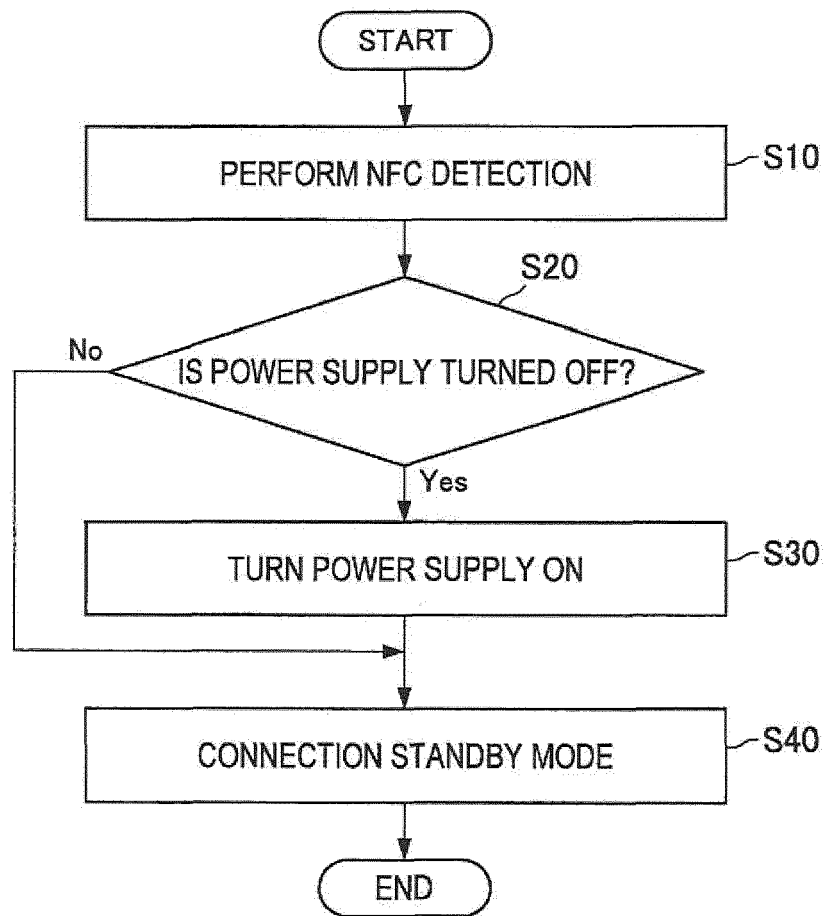 START
PERFORM NFC DETECTION
S10
S20
No
IS POWER SUPPLY TURNED OFF?
Yes
TURN POWER SUPPLY ON
S30
CONNECTION STANDBY MODE
S40
END